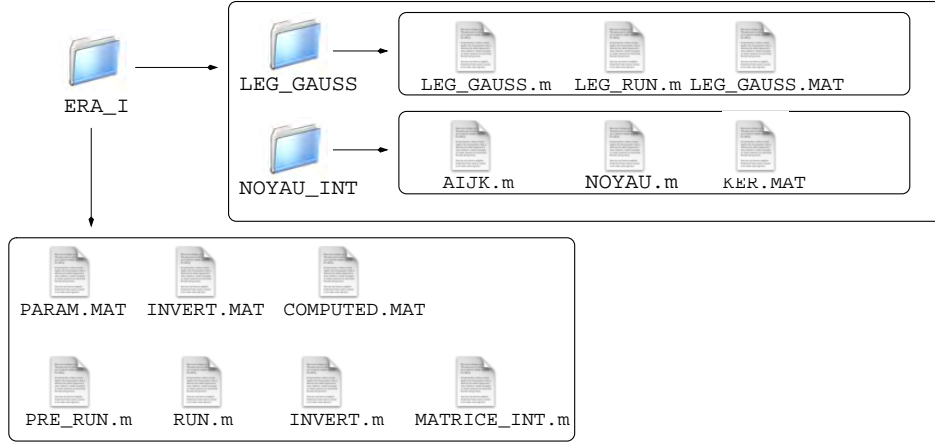 ERA_I
LEG_GAUSS
LEG_GAUSS.m LEG_RUN.m LEG_GAUSS.MAT
NOYAU_INT
AIJK.m NOYAU.m KER.MAT
PARAM.MAT INVERT.MAT COMPUTED.MAT
PRE_RUN.m RUN.m INVERT.m MATRICE_INT.m